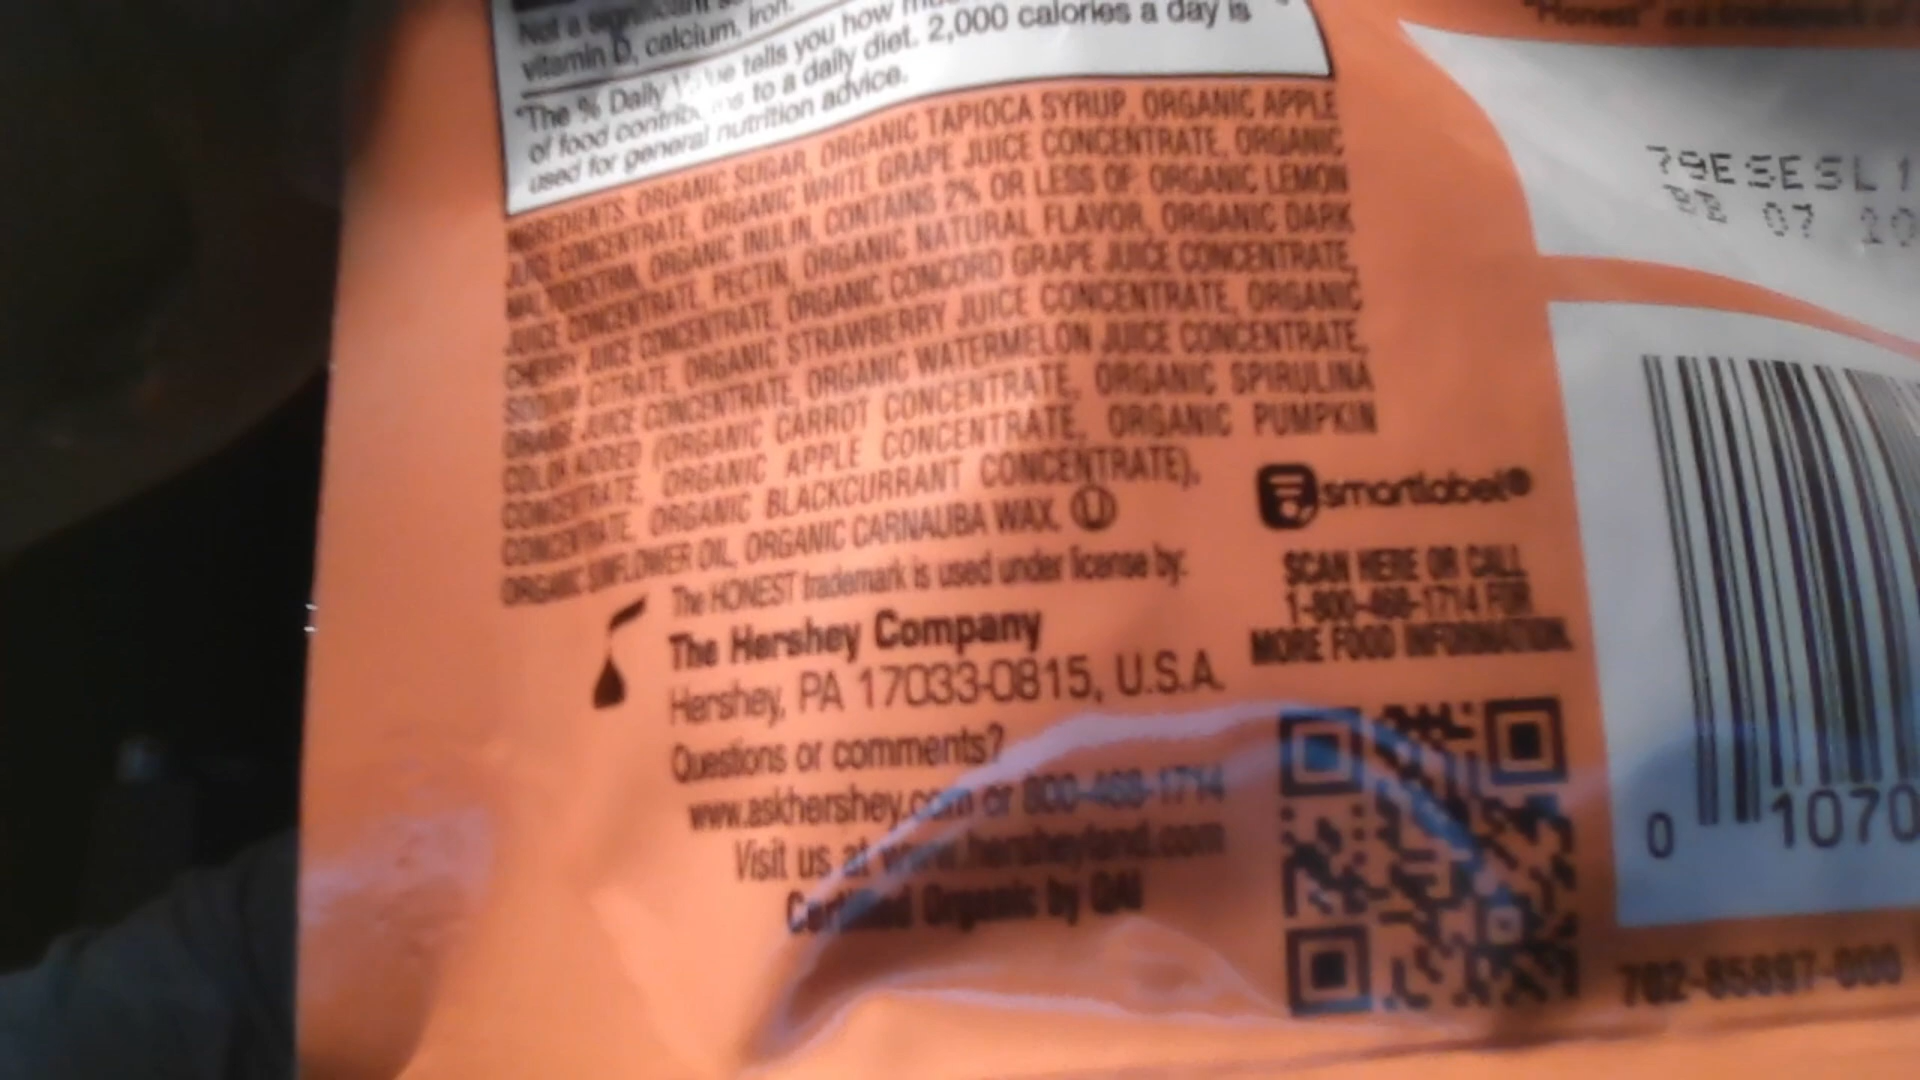 Not a significant
vitamin D, calcium, iron.
*The % Daily Value tells you how
of food contributes to a daily diet. 2,000 calories a day is
used for general nutrition advice.
INGREDIENTS: ORGANIC SUGAR, ORGANIC TAPIOCA SYRUP, ORGANIC APPLE
JUICE CONCENTRATE, ORGANIC WHITE GRAPE JUICE CONCENTRATE, ORGANIC
MALTODEXTRIN, ORGANIC INULIN, CONTAINS 2% OR LESS OF: ORGANIC LEMON
JUICE CONCENTRATE, PECTIN, ORGANIC NATURAL FLAVOR, ORGANIC DARK
CHERRY JUICE CONCENTRATE, ORGANIC CONCORD GRAPE JUICE CONCENTRATE,
SODIUM CITRATE, ORGANIC STRAWBERRY JUICE CONCENTRATE, ORGANIC
ORANGE JUICE CONCENTRATE, ORGANIC WATERMELON JUICE CONCENTRATE,
COLOR ADDED (ORGANIC CARROT CONCENTRATE, ORGANIC SPIRULINA
CONCENTRATE, ORGANIC APPLE CONCENTRATE, ORGANIC PUMPKIN
CONCENTRATE, ORGANIC BLACKCURRANT CONCENTRATE),
ORGANIC SUNFLOWER OIL, ORGANIC CARNAUBA WAX. U
The HONEST trademark is used under license by:
The Hershey Company
Hershey, PA 17033-0815, U.S.A.
Questions or comments?
www.askhershey.com or 800-468-1714
Visit us at www.hersheyland.com
Certified Organic by QAI
smartlabel®
SCAN HERE OR CALL
1-800-468-1714 FOR
MORE FOOD INFORMATION.
"Honest" is a trademark of
79ESESL1
07 20
0 1070
702-85897-000